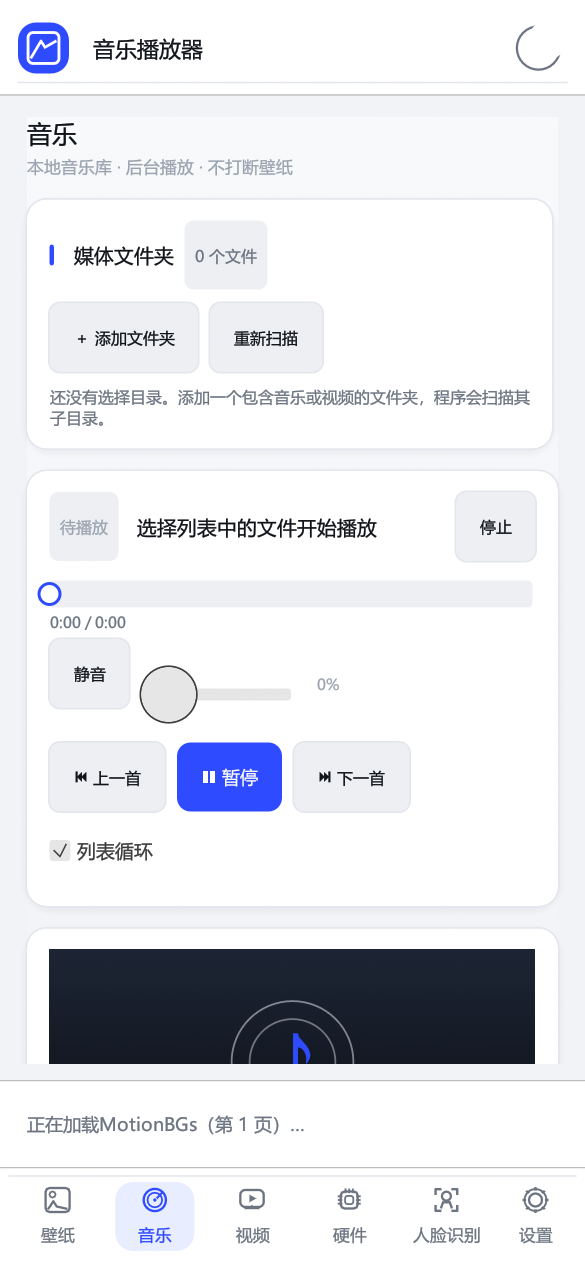 音乐播放器
音乐
本地音乐库 · 后台播放 · 不打断壁纸
媒体文件夹
0 个文件
+ 添加文件夹
重新扫描
还没有选择目录。添加一个包含音乐或视频的文件夹，程序会扫描其
子目录。
待播放
选择列表中的文件开始播放
停止
0:00 / 0:00
静音
0%
⏮ 上一首
⏸ 暂停
⏭ 下一首
列表循环
正在加载MotionBGs（第 1 页）...
壁纸
音乐
视频
硬件
人脸识别
设置